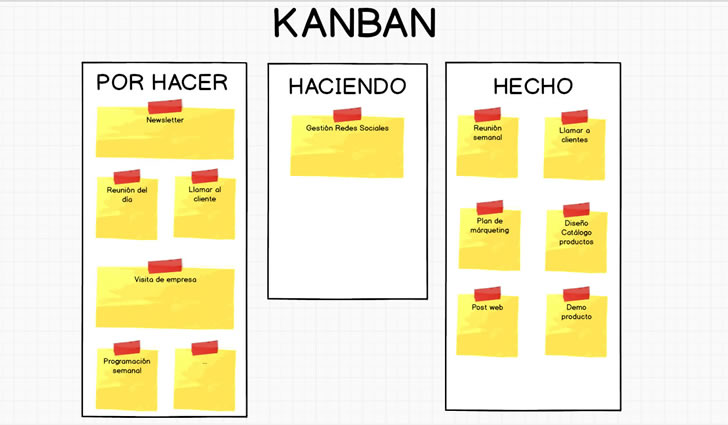 KANBAN
POR HACER
Newsletter
Reunión del
día
Llamar al
cliente
Visita de empresa
Programación
semanal
...
HACIENDO
Gestión Redes Sociales
HECHO
Reunión
semanal
Llamar a
clientes
Plan de
márqueting
Diseño
Catálogo
productos
Post web
Demo
producto